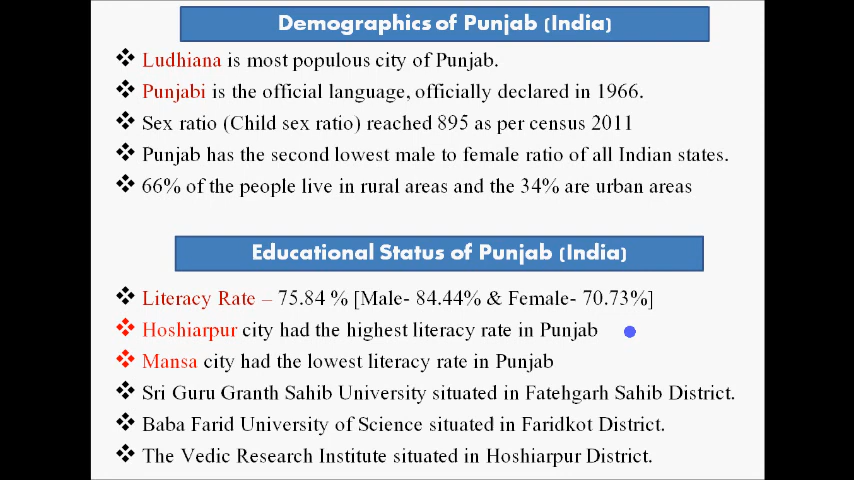 Demographics of Punjab (India)
❖ Ludhiana is most populous city of Punjab.
❖ Punjabi is the official language, officially declared in 1966.
❖ Sex ratio (Child sex ratio) reached 895 as per census 2011
❖ Punjab has the second lowest male to female ratio of all Indian states.
❖ 66% of the people live in rural areas and the 34% are urban areas
Educational Status of Punjab (India)
❖ Literacy Rate – 75.84 % [Male- 84.44% & Female- 70.73%]
❖ Hoshiarpur city had the highest literacy rate in Punjab
❖ Mansa city had the lowest literacy rate in Punjab
❖ Sri Guru Granth Sahib University situated in Fatehgarh Sahib District.
❖ Baba Farid University of Science situated in Faridkot District.
❖ The Vedic Research Institute situated in Hoshiarpur District.